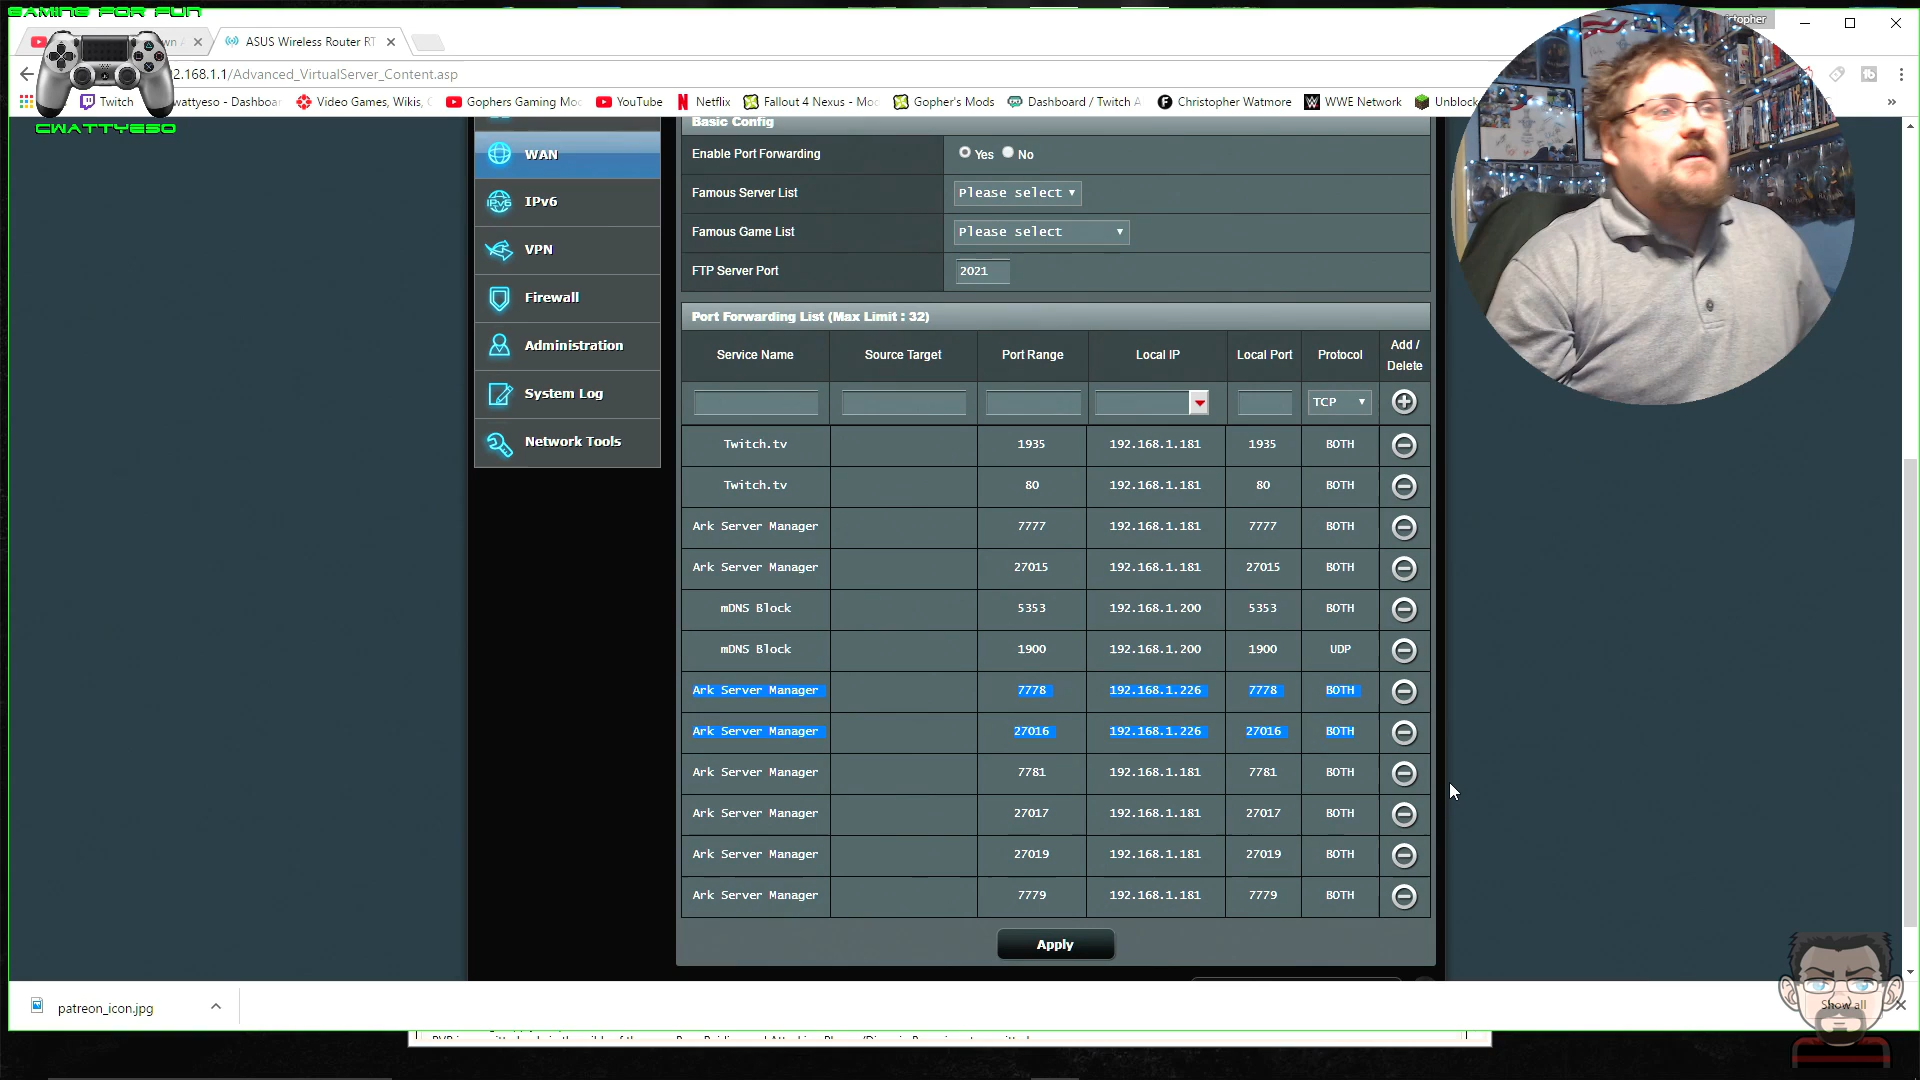 GAMING FOR FUN
CWATTYESO
ASUS Wireless Router RT
2.168.1.1/Advanced_VirtualServer_Content.asp
Twitch
wattyeso - Dashboar
Video Games, Wikis,
Gophers Gaming Mo
YouTube
Netflix
Fallout 4 Nexus - Mo
Gopher's Mods
Dashboard / Twitch A
Christopher Watmore
WWE Network
Unblock
»
Basic Config
WAN
IPv6
VPN
Firewall
Administration
System Log
Network Tools
Enable Port Forwarding Yes No
Famous Server List Please select
Famous Game List Please select
FTP Server Port 2021
Port Forwarding List (Max Limit : 32)
Service Name Source Target Port Range Local IP Local Port Protocol Add / Delete
TCP
Twitch.tv 1935 192.168.1.181 1935 BOTH
Twitch.tv 80 192.168.1.181 80 BOTH
Ark Server Manager 7777 192.168.1.181 7777 BOTH
Ark Server Manager 27015 192.168.1.181 27015 BOTH
mDNS Block 5353 192.168.1.200 5353 BOTH
mDNS Block 1900 192.168.1.200 1900 UDP
Ark Server Manager 7778 192.168.1.226 7778 BOTH
Ark Server Manager 27016 192.168.1.226 27016 BOTH
Ark Server Manager 7781 192.168.1.181 7781 BOTH
Ark Server Manager 27017 192.168.1.181 27017 BOTH
Ark Server Manager 27019 192.168.1.181 27019 BOTH
Ark Server Manager 7779 192.168.1.181 7779 BOTH
Apply
patreon_icon.jpg
Show all